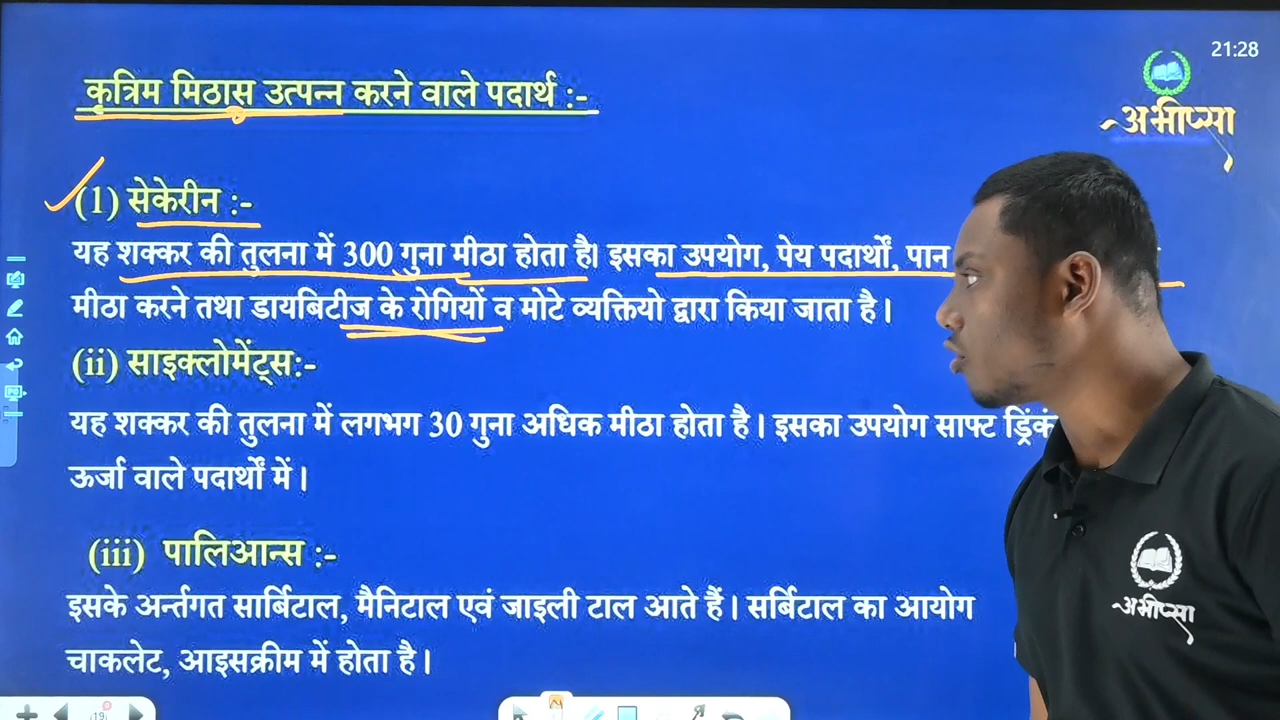 21:28
अभीप्सा
कृत्रिम मिठास उत्पन्न करने वाले पदार्थ :-
(1) सेकेरीन :-
यह शक्कर की तुलना में 300 गुना मीठा होता है। इसका उपयोग, पेय पदार्थों, पान
मीठा करने तथा डायबिटीज के रोगियों व मोटे व्यक्तियो द्वारा किया जाता है।
(ii) साइक्लोमेंट्स:-
यह शक्कर की तुलना में लगभग 30 गुना अधिक मीठा होता है। इसका उपयोग साफ्ट
ऊर्जा वाले पदार्थों में।
(iii) पालिआन्स :-
इसके अर्न्तगत सार्बिटाल, मैनिटाल एवं जाइली टाल आते हैं। सर्बिटाल का आयोग
चाकलेट, आइसक्रीम में होता है।
अभीप्सा
19